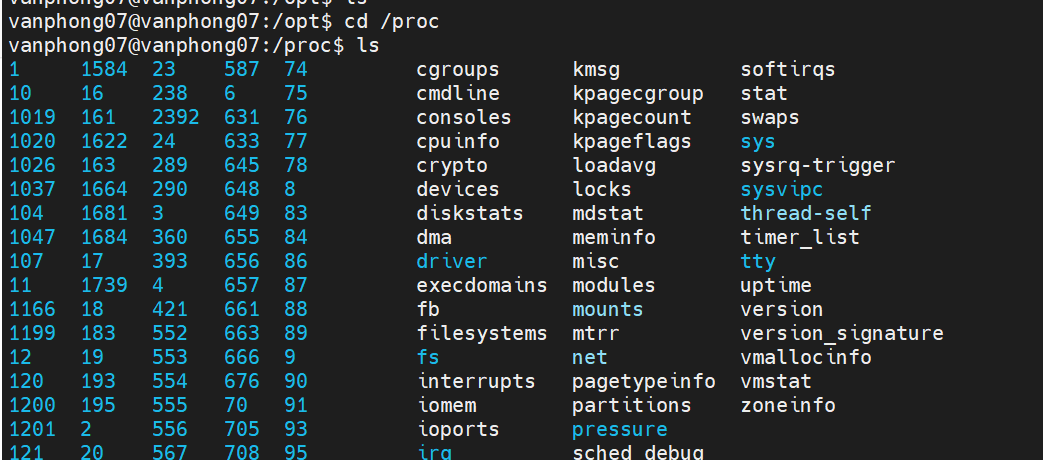 vanphong07@vanphong07:/opt$ ls
vanphong07@vanphong07:/opt$ cd /proc
vanphong07@vanphong07:/proc$ ls
1 1584 23 587 74 cgroups kmsg softirqs
10 16 238 6 75 cmdline kpagecgroup stat
1019 161 2392 631 76 consoles kpagecount swaps
1020 1622 24 633 77 cpuinfo kpageflags sys
1026 163 289 645 78 crypto loadavg sysrq-trigger
1037 1664 290 648 8 devices locks sysvipc
104 1681 3 649 83 diskstats mdstat thread-self
1047 1684 360 655 84 dma meminfo timer_list
107 17 393 656 86 driver misc tty
11 1739 4 657 87 execdomains modules uptime
1166 18 421 661 88 fb mounts version
1199 183 552 663 89 filesystems mtrr version_signature
12 19 553 666 9 fs net vmallocinfo
120 193 554 676 90 interrupts pagetypeinfo vmstat
1200 195 555 70 91 iomem partitions zoneinfo
1201 2 556 705 93 ioports pressure
121 20 567 708 95 irq sched_debug